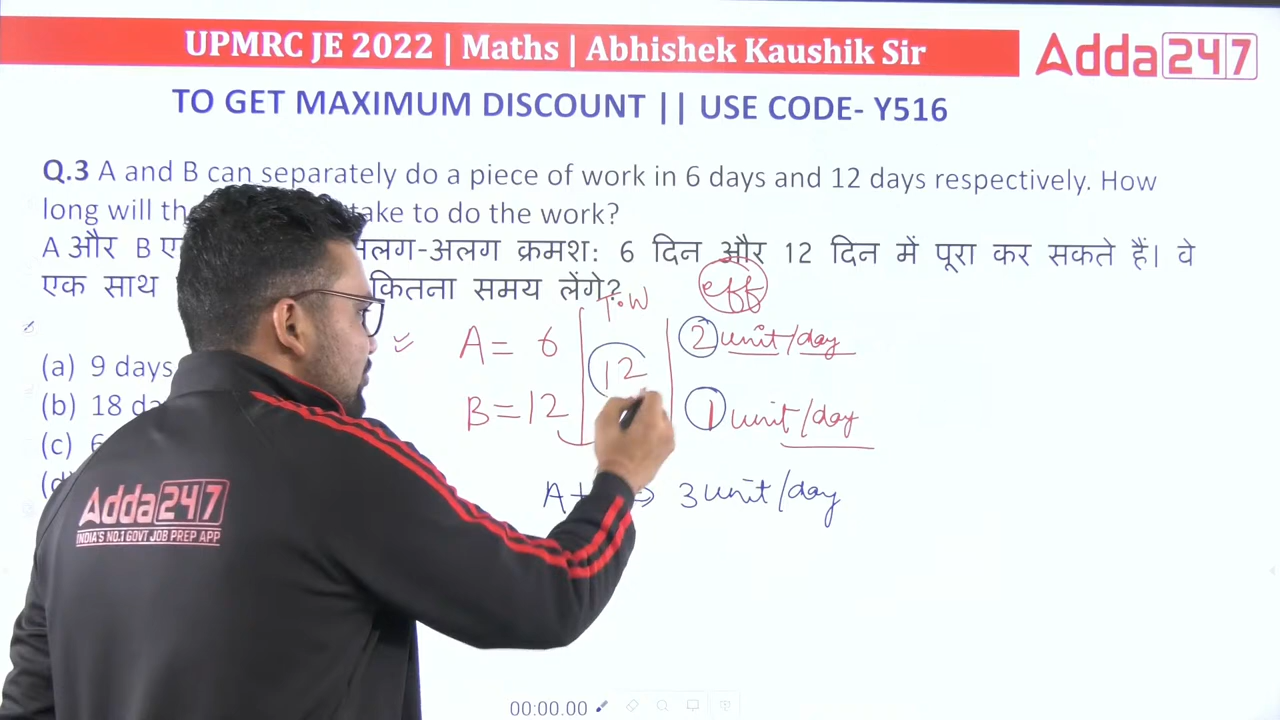 UPMRC JE 2022 | Maths | Abhishek Kaushik Sir
Adda247
TO GET MAXIMUM DISCOUNT || USE CODE- Y516
Q.3 A and B can separately do a piece of work in 6 days and 12 days respectively. How
long will take to do the work?
A और B अलग-अलग क्रमश: 6 दिन और 12 दिन में पूरा कर सकते हैं। वे
एक साथ कितना समय लेंगे?
T.W eff
A= 6 2 unit/day
12
B=12 1 unit/day
(a) 9 days
(b) 18
(c) 6
A+ ⇒ 3 unit/day
Adda247
INDIA'S NO.1 GOVT JOB PREP APP
00:00.00